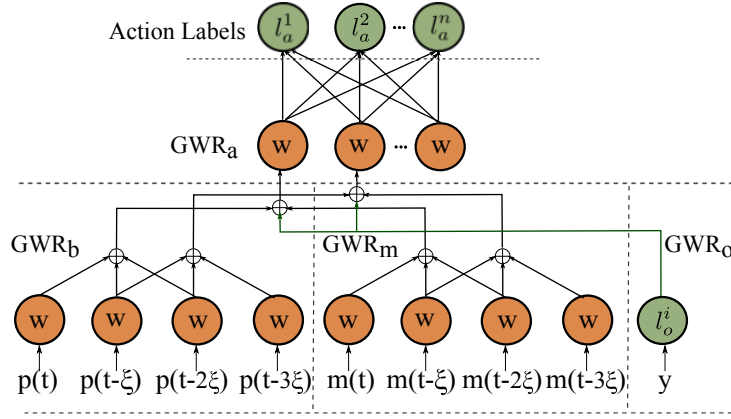 Action Labels l_a^1 l_a^2 ... l_a^n
GWR_a w w ... w
GWR_b GWR_m GWR_o
w w w w w w w w l_o^i
p(t) p(t-ξ) p(t-2ξ) p(t-3ξ) m(t) m(t-ξ) m(t-2ξ) m(t-3ξ) y